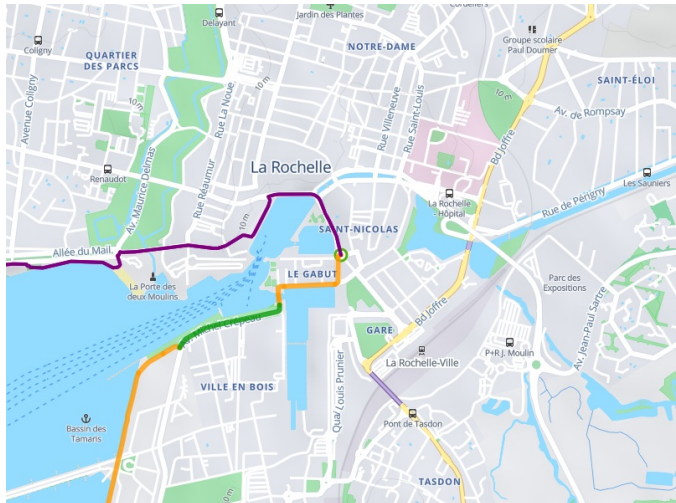 Jardin des Plantes
Cordeliers
Delayant
Coligny
QUARTIER
DES PARCS
NOTRE-DAME
Groupe scolaire
Paul Doumer
SAINT-ÉLOI
10 m
10 m
Avenue Coligny
Rue La Noue
Rue Villeneuve
Rue Saint-Louis
Av. de Rompsay
Bd Joffre
La Rochelle
Renaudot
Av. Maurice Delmas
Rue Réaumur
Les Sauniers
La Rochelle
-Hôpital
Rue de Périgny
10 m
SAINT-NICOLAS
Allée du Mail
La Porte des
deux Moulins
LE GABUT
Parc des
Expositions
Av. Jean-Paul Sartre
Bd Joffre
GARE
La Rochelle-Ville
P+R J. Moulin
Louis Prunier
VILLE EN BOIS
Bassin des
Tamaris
Pont de Tasdon
TASDON
10 m